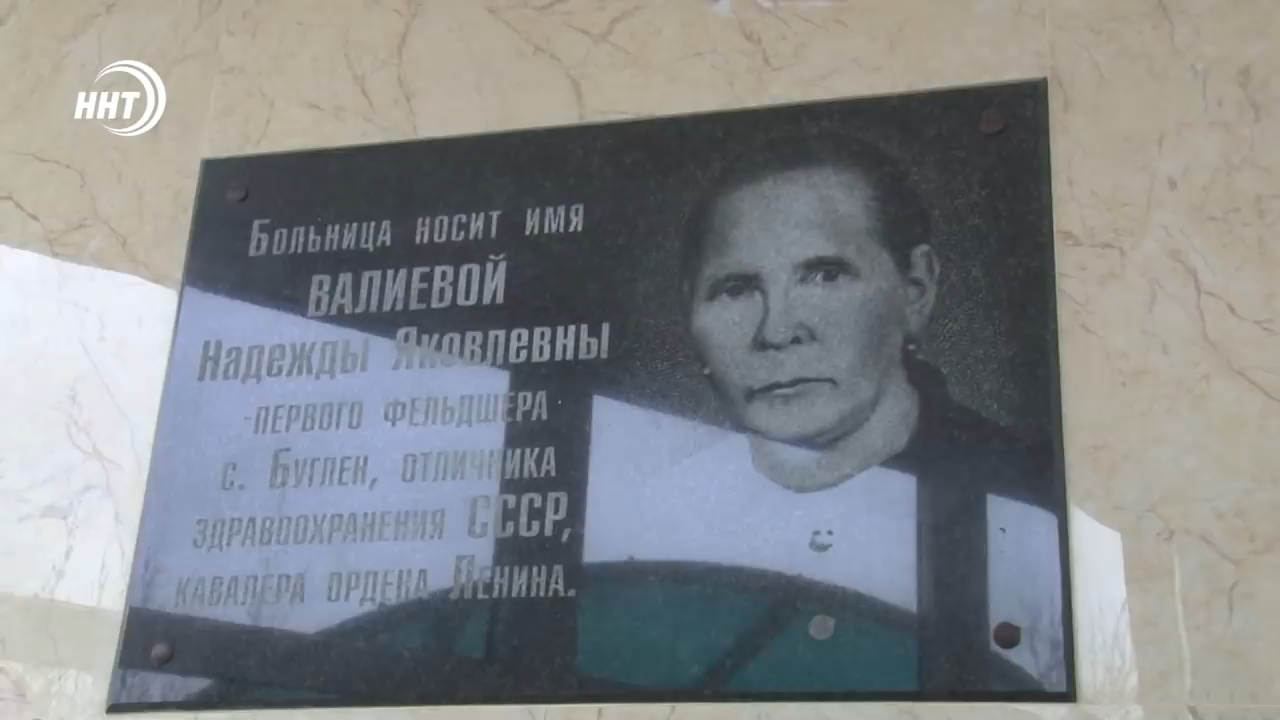 ННТ
Больница носит имя
ВАЛИЕВОЙ
Надежды Яковлевны
-первого фельдшера
с. Буглен, отличника
здравоохранения СССР,
кавалера ордена Ленина.